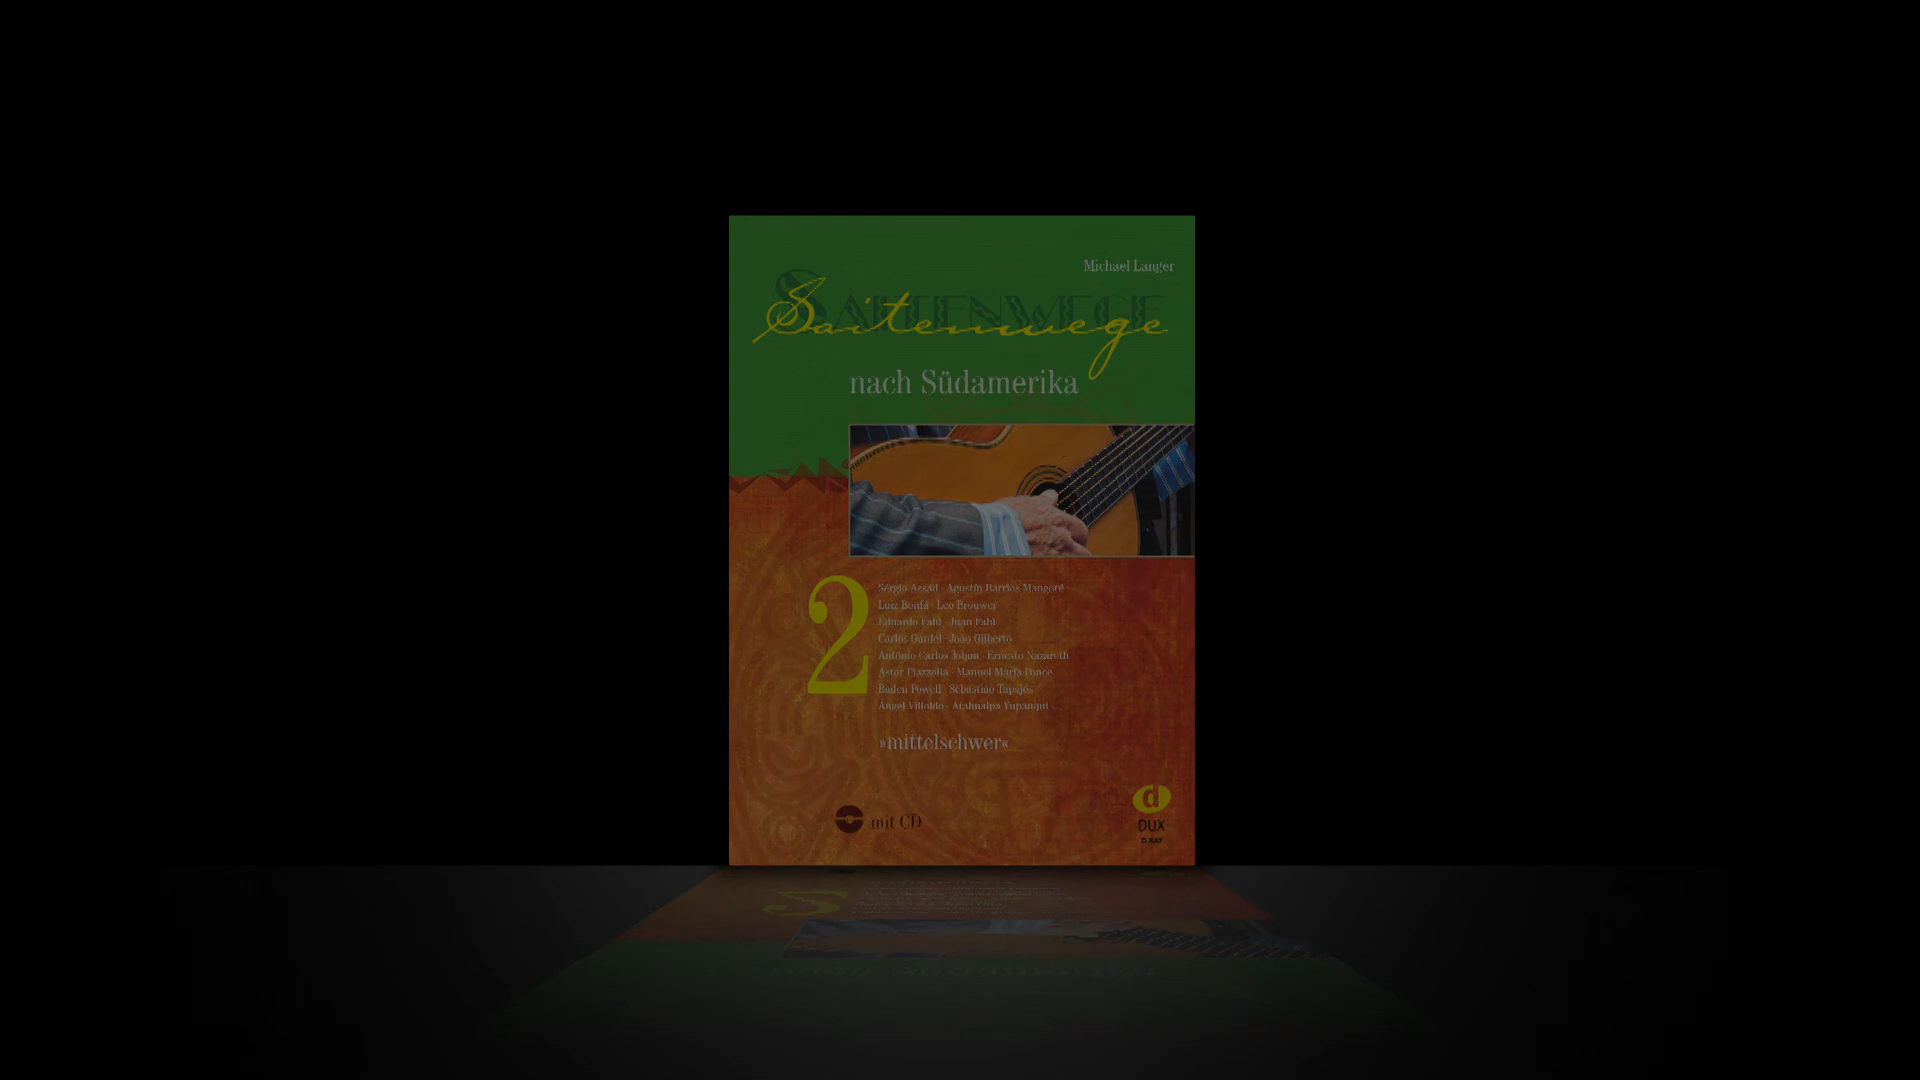 Michael Langer
SAITENWEGE
Saitenwege
nach Südamerika
2
Sérgio Assad · Agustín Barrios Mangoré
Luiz Bonfá · Leo Brouwer
Eduardo Falú · Juan Falú
Carlos Gardel · João Gilberto
Antônio Carlos Jobim · Ernesto Nazareth
Astor Piazzolla · Manuel María Ponce
Baden Powell · Sebastião Tapajós
Ángel Villoldo · Atahualpa Yupanqui
»mittelschwer«
mit CD
d
DUX